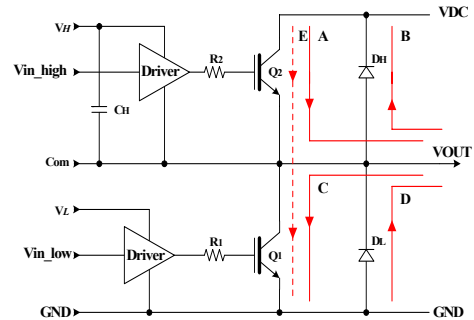 VH
VDC
E A B
R2
DH
Vin_high
Driver
Q2
CH
Com
VOUT
C
D
VL
R1
DL
Vin_low
Driver
Q1
GND
GND